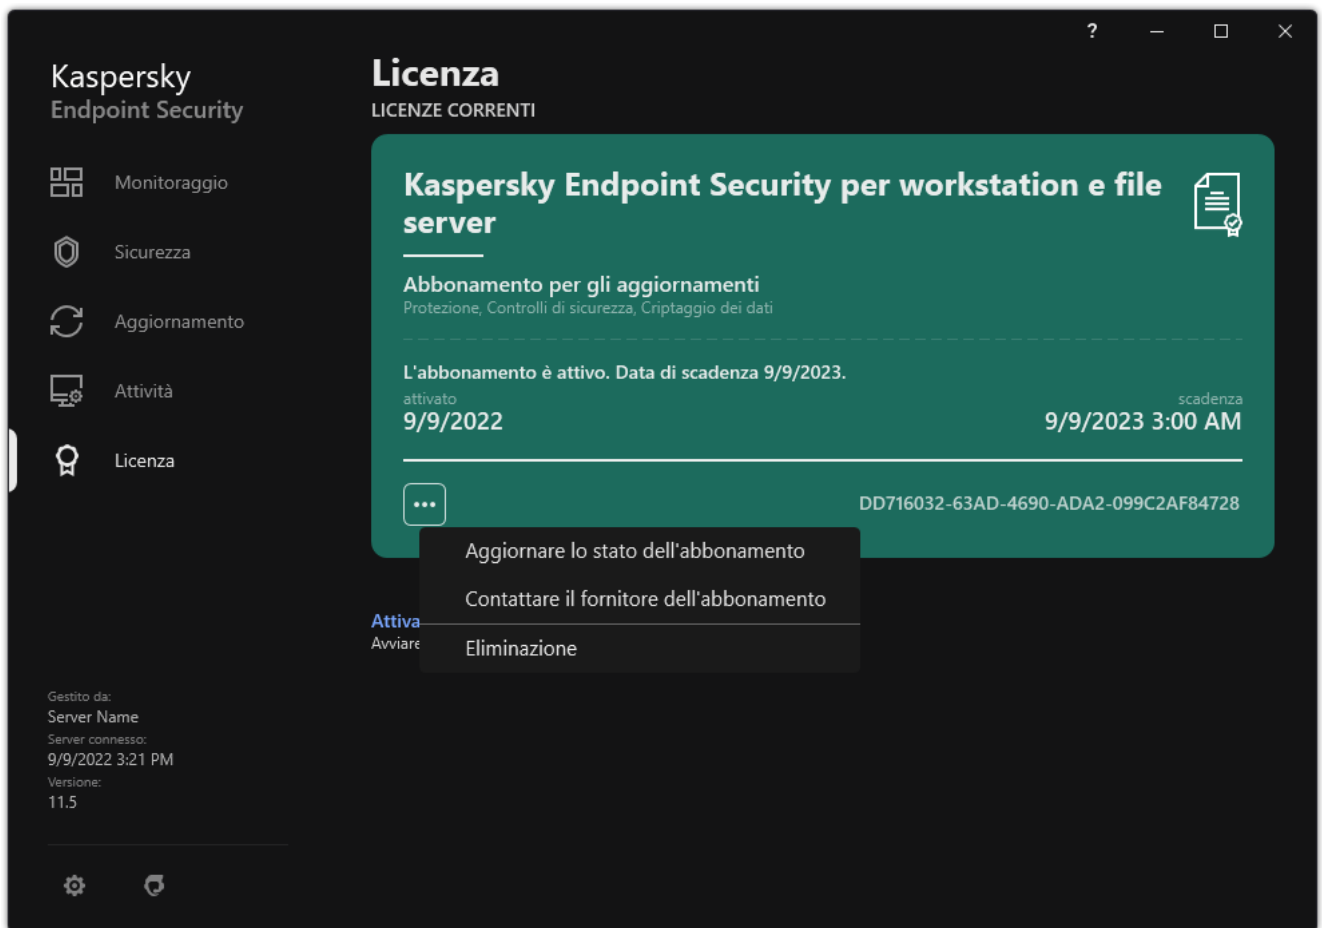 ?
Kaspersky
Endpoint Security
Monitoraggio
Sicurezza
Aggiornamento
Attività
Licenza
Gestito da:
Server Name
Server connesso:
9/9/2022 3:21 PM
Versione:
11.5
Licenza
LICENZE CORRENTI
Kaspersky Endpoint Security per workstation e file
server
Abbonamento per gli aggiornamenti
Protezione, Controlli di sicurezza, Criptaggio dei dati
L'abbonamento è attivo. Data di scadenza 9/9/2023.
attivato
scadenza
9/9/2022
9/9/2023 3:00 AM
DD716032-63AD-4690-ADA2-099C2AF84728
Aggiornare lo stato dell'abbonamento
Contattare il fornitore dell'abbonamento
Eliminazione
Attiva
Avviare